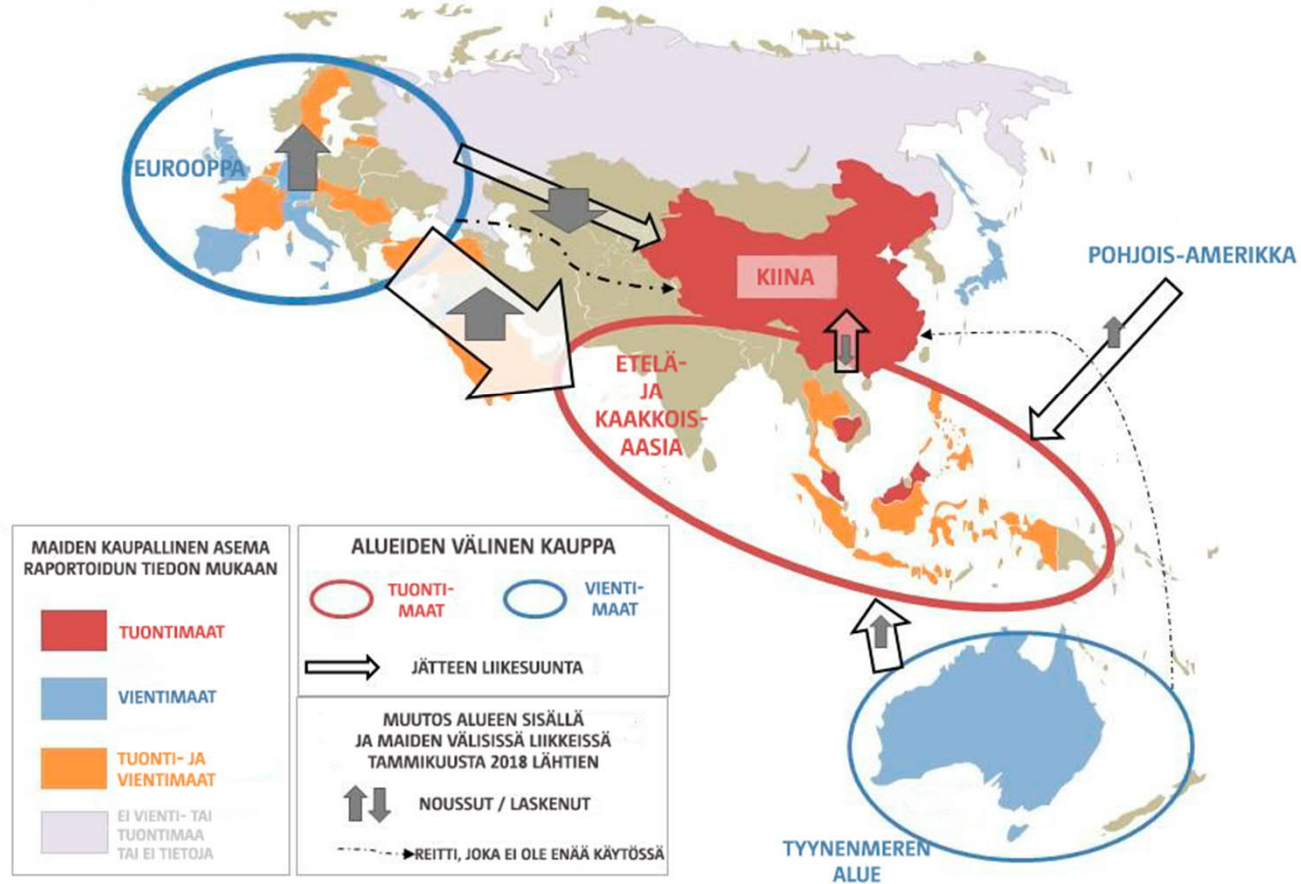 EUROOPPA
KIINA
POHJOIS-AMERIKKA
ETELÄ-
JA
KAAKKOIS-
AASIA
TYYNENMEREN
ALUE
MAIDEN KAUPALLINEN ASEMA
RAPORTOIDUN TIEDON MUKAAN
TUONTIMAAT
VIENTIMAAT
TUONTI- JA
VIENTIMAAT
EI VIENTI- TAI
TUONTIMAA
TAI EI TIETOJA
ALUEIDEN VÄLINEN KAUPPA
TUONTI-
MAAT
VIENTI-
MAAT
JÄTTEEN LIIKESUUNTA
MUUTOS ALUEEN SISÄLLÄ
JA MAIDEN VÄLISISSÄ LIIKKEISSÄ
TAMMIKUUSTA 2018 LÄHTIEN
NOUSSUT / LASKENUT
REITTI, JOKA EI OLE ENÄÄ KÄYTÖSSÄ